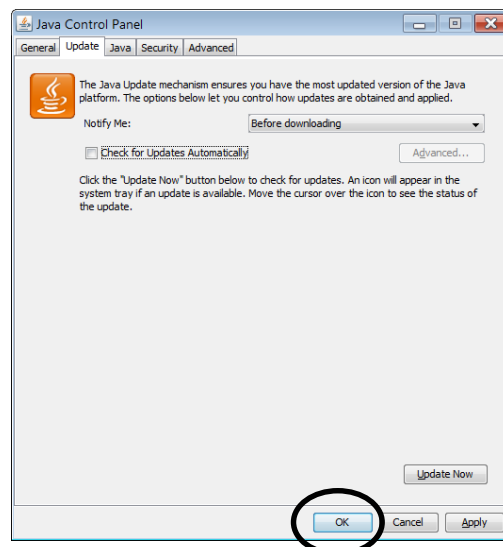 Java Control Panel
General Update Java Security Advanced
The Java Update mechanism ensures you have the most updated version of the Java
platform. The options below let you control how updates are obtained and applied.
Notify Me: Before downloading
Check for Updates Automatically Advanced...
Click the "Update Now" button below to check for updates. An icon will appear in the
system tray if an update is available. Move the cursor over the icon to see the status of
the update.
Update Now
OK Cancel Apply